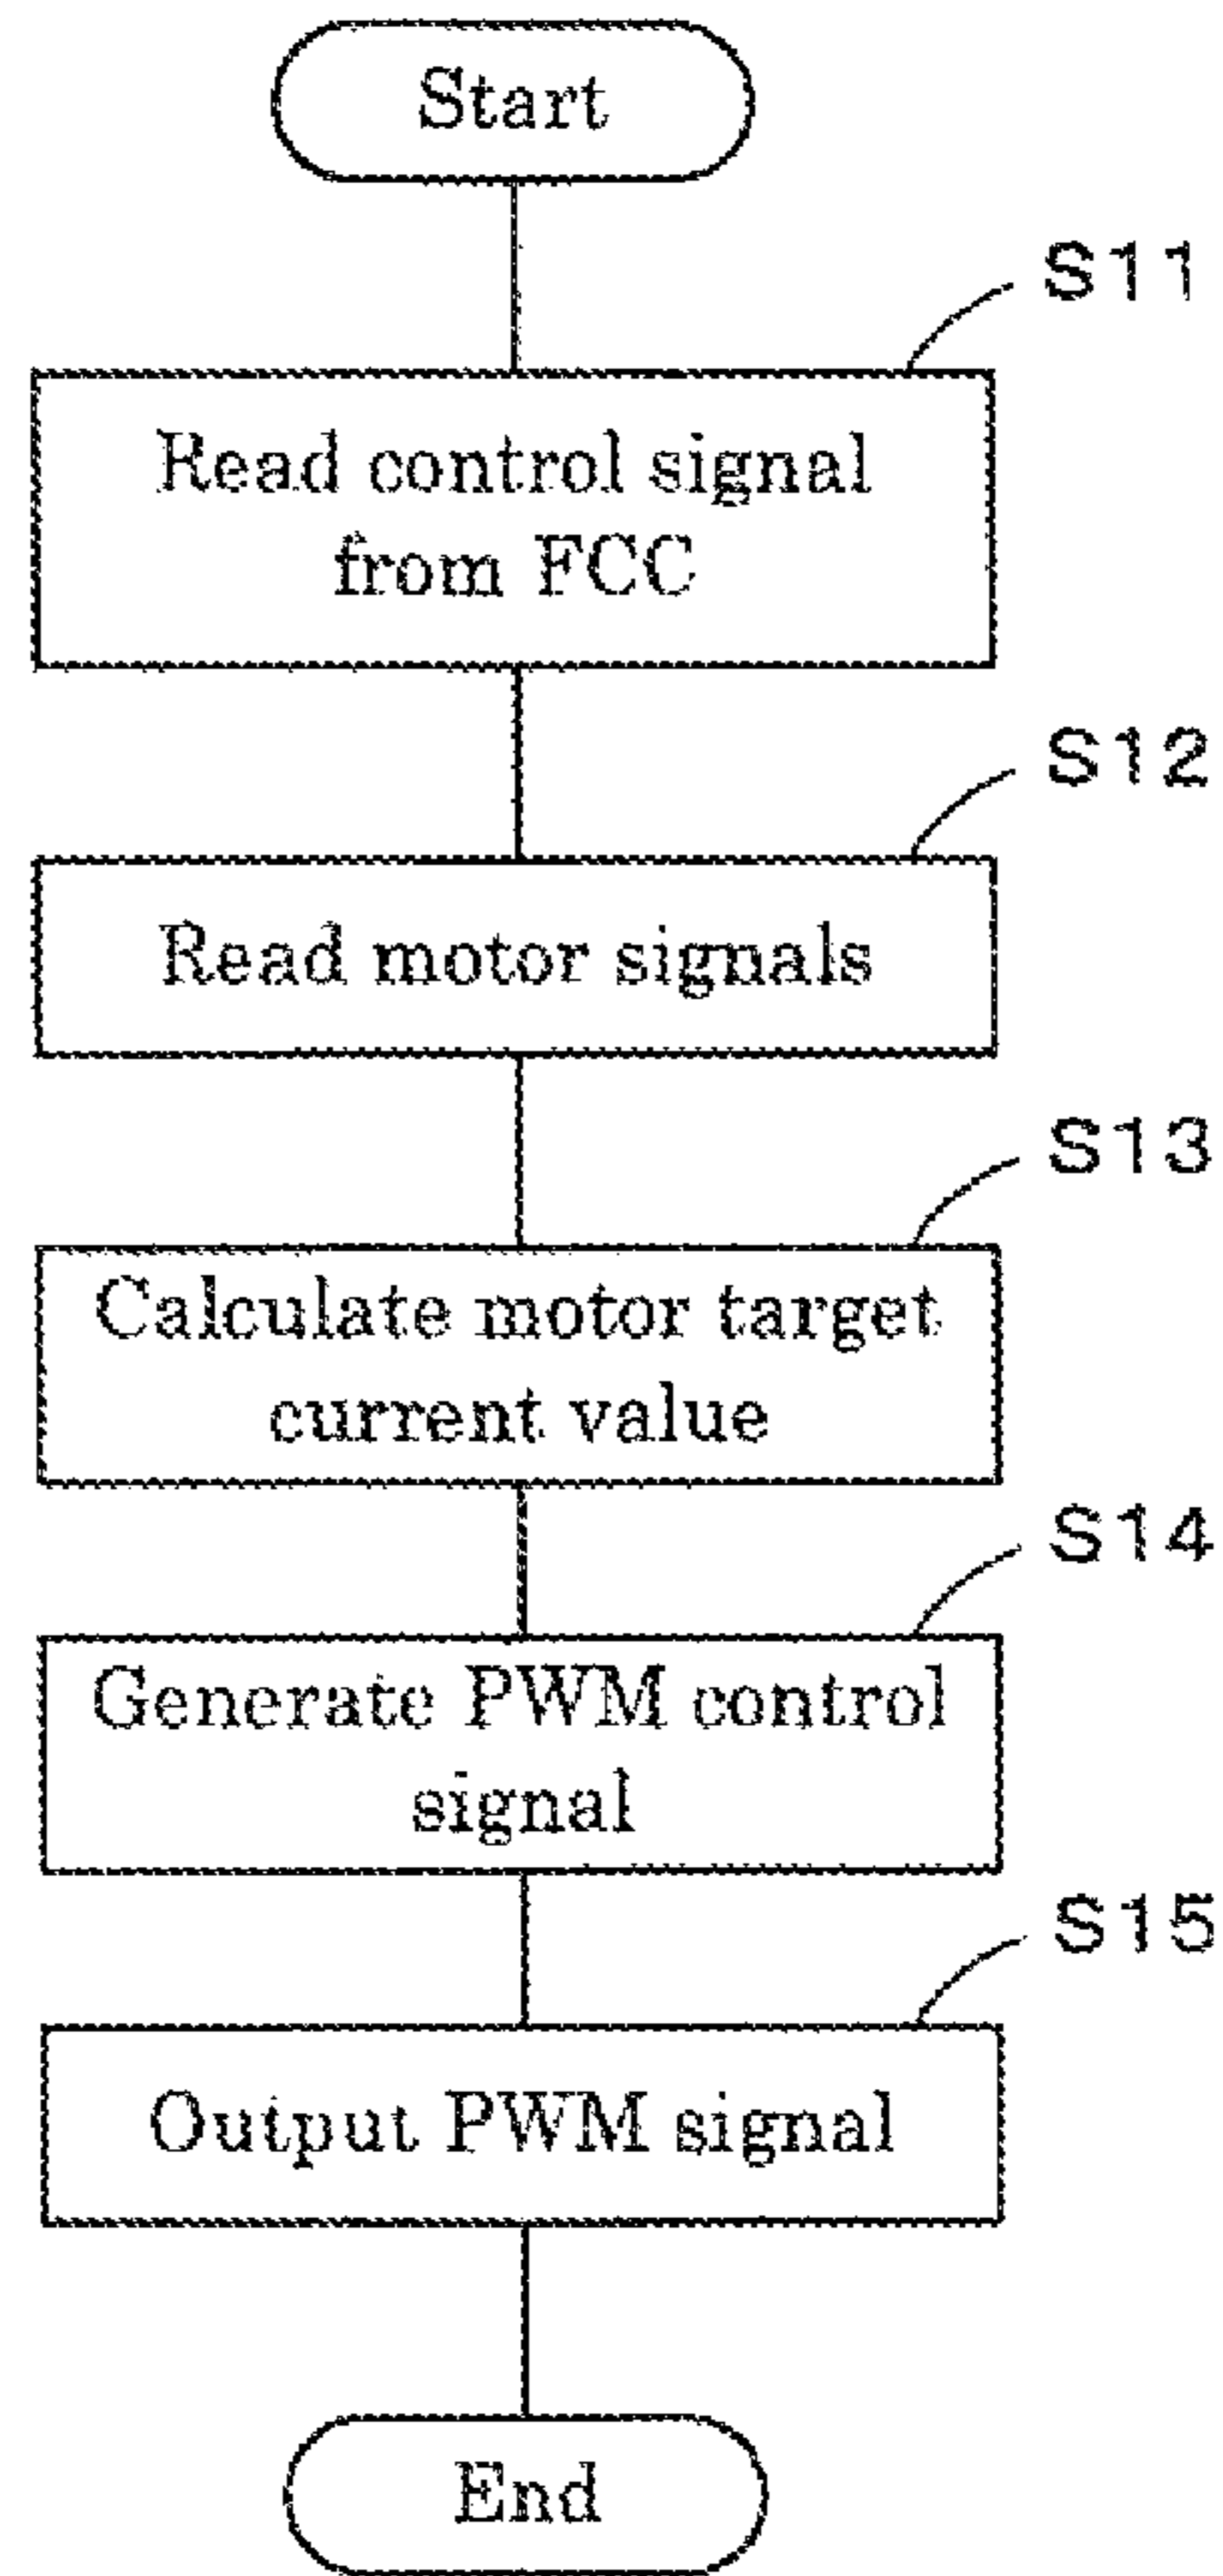 Start
S11
Read control signal
from FCC
S12
Read motor signals
S13
Calculate motor target
current value
S14
Generate PWM control
signal
S15
Output PWM signal
End